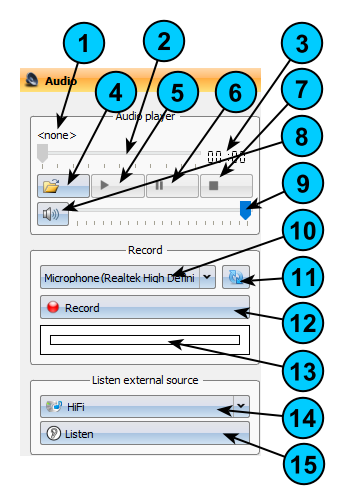 1
2
3
Audio
4
5
6
7
Audio player
<none>
00:00
8
9
Record
10
Microphone (Realtek High Defini
11
Record
12
13
Listen external source
HiFi
14
Listen
15